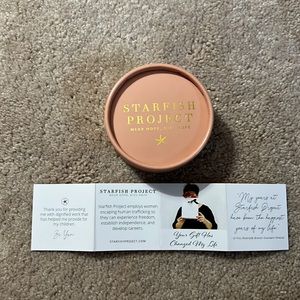 STARFISH
PROJECT
WEAR HOPE. GIVE LIFE
Thank you for providing
me with dignified work that
has helped me provide for
my children.
STARFISH PROJECT
Starfish Project employs women
escaping human trafficking so
they can experience freedom,
establish independence, and
develop careers.
STARFISHPROJECT.COM
Your Gift Has
Changed My Life
My years at
Starfish Project
have been the happiest
years of my life.